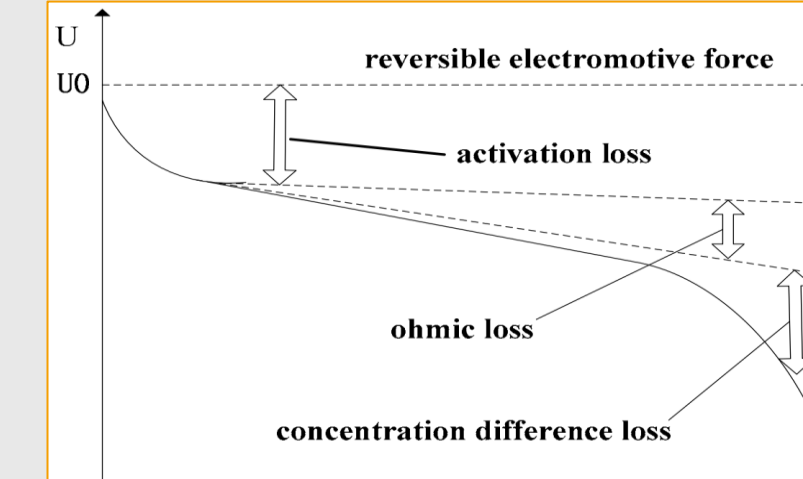 U
reversible electromotive force
U0
activation loss
ohmic loss
concentration difference loss